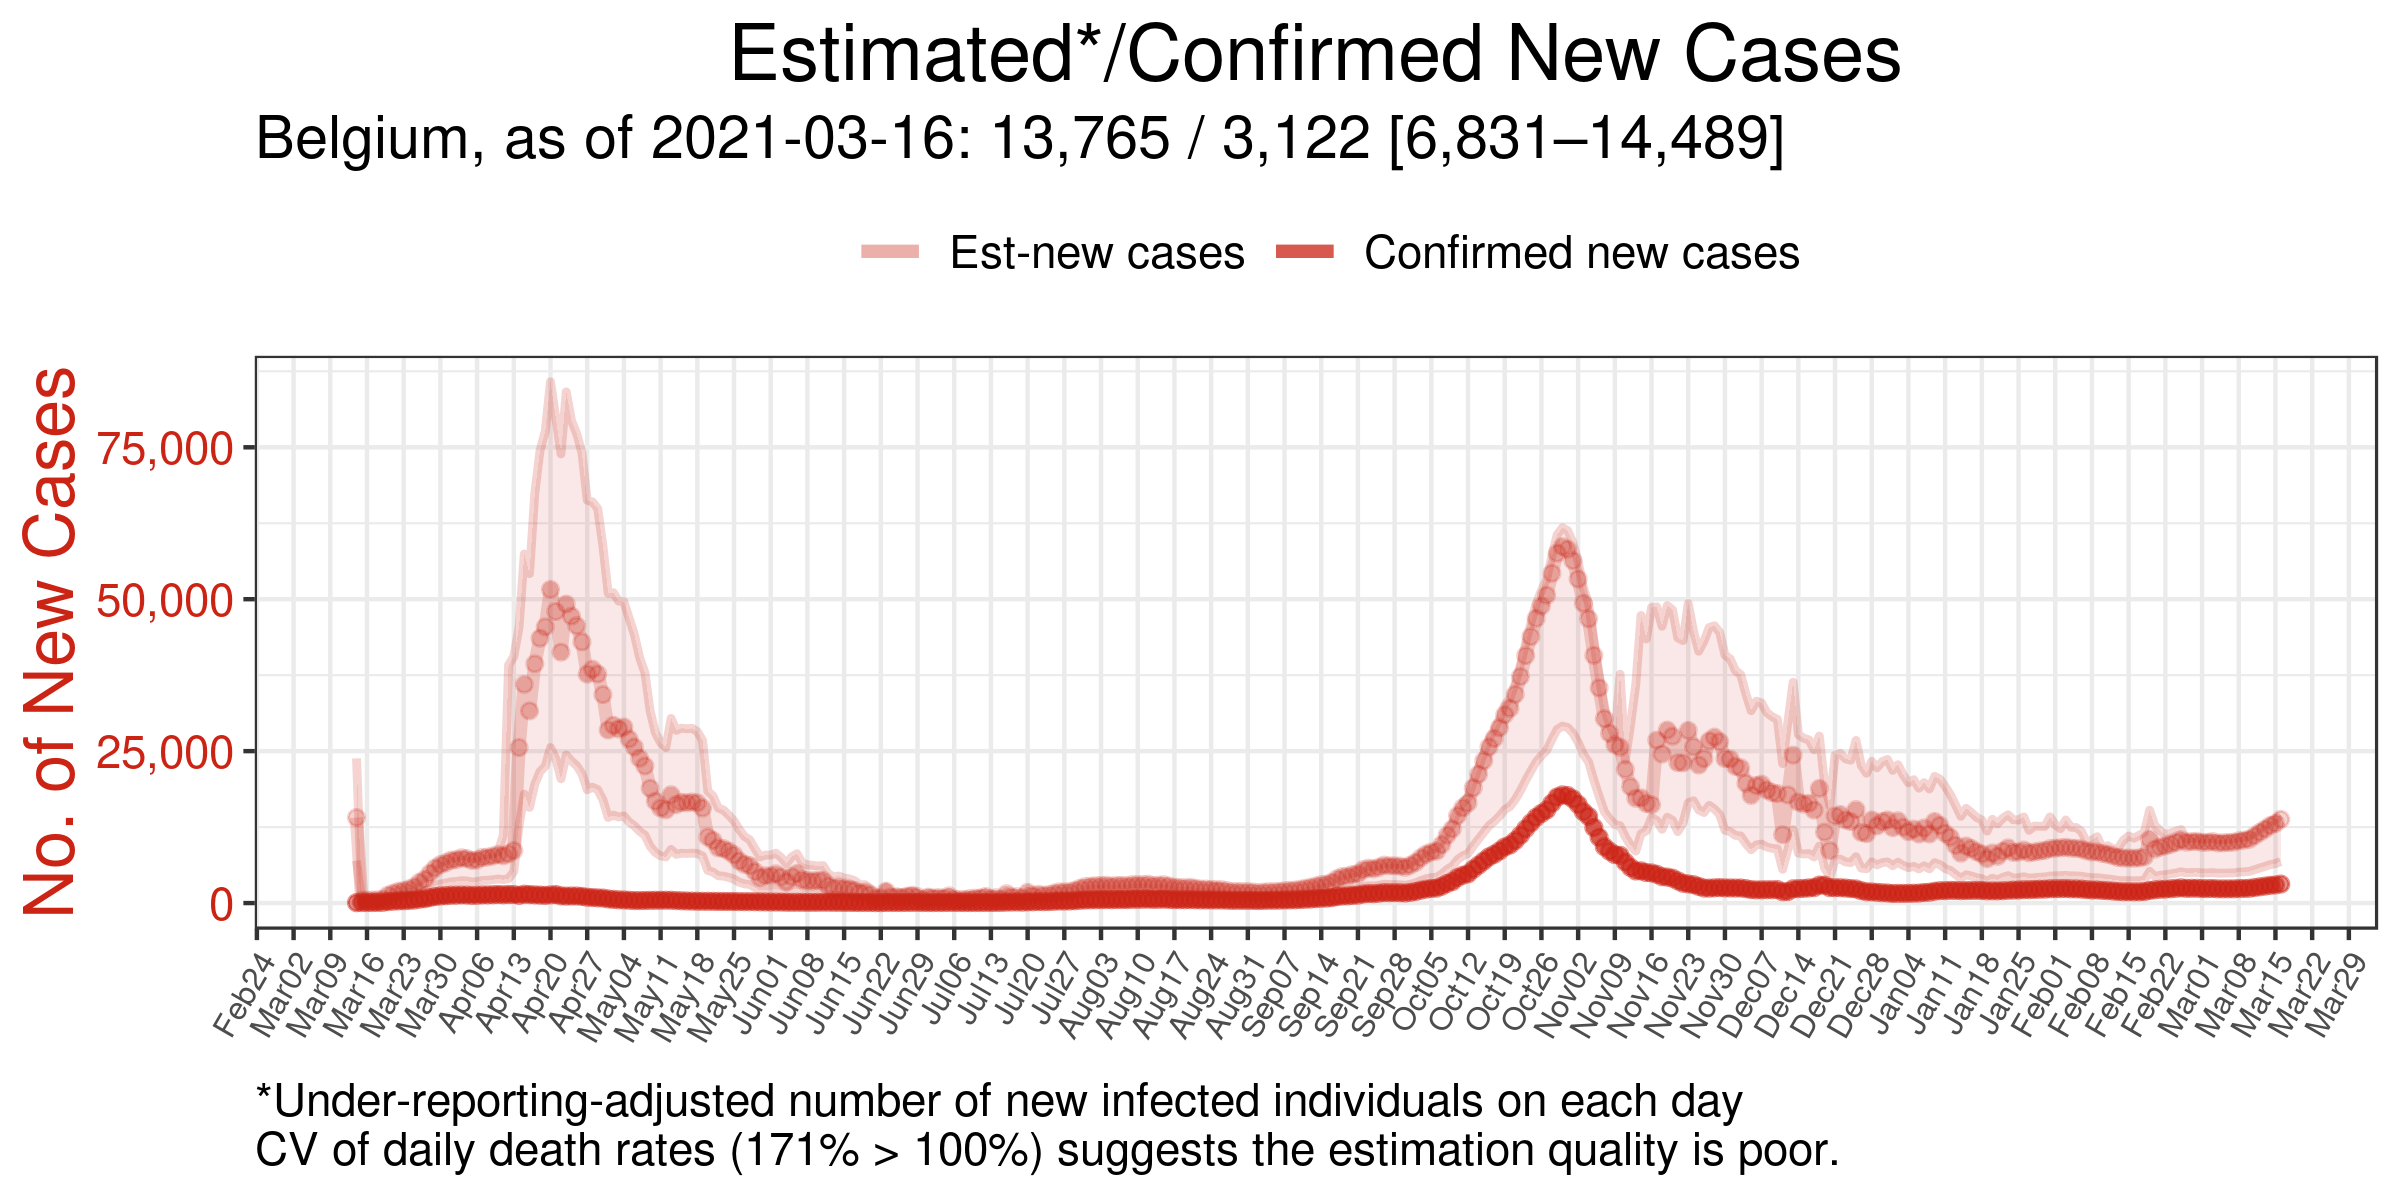 Estimated*/Confirmed New Cases
Belgium, as of 2021-03-16: 13,765 / 3,122 [6,831–14,489]
Est-new cases Confirmed new cases
No. of New Cases
75,000
50,000
25,000
0
Feb24 Mar02 Mar09 Mar16 Mar23 Mar30 Apr06 Apr13 Apr20 Apr27 May04 May11 May18 May25 Jun01 Jun08 Jun15 Jun22 Jun29 Jul06 Jul13 Jul20 Jul27 Aug03 Aug10 Aug17 Aug24 Aug31 Sep07 Sep14 Sep21 Sep28 Oct05 Oct12 Oct19 Oct26 Nov02 Nov09 Nov16 Nov23 Nov30 Dec07 Dec14 Dec21 Dec28 Jan04 Jan11 Jan18 Jan25 Feb01 Feb08 Feb15 Feb22 Mar01 Mar08 Mar15 Mar22 Mar29
*Under-reporting-adjusted number of new infected individuals on each day
CV of daily death rates (171% > 100%) suggests the estimation quality is poor.